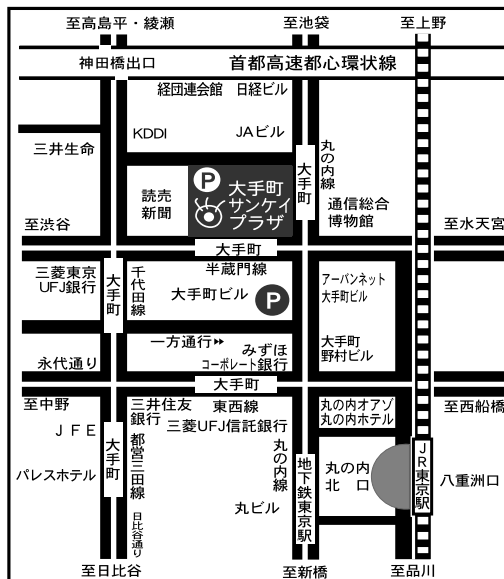 至高島平・綾瀬
至池袋
至上野
神田橋出口
首都高速都心環状線
経団連会館
日経ビル
KDDI
JAビル
三井生命
大手町
丸の内線
P
大手町
サンケイ
プラザ
読売
新聞
通信総合
博物館
至渋谷
至水天宮
大手町
半蔵門線
三菱東京
UFJ銀行
大手町
千代田線
大手町ビル
P
アーバンネット
大手町ビル
一方通行
みずほ
コーポレート銀行
大手町
野村ビル
永代通り
大手町
至中野
三井住友
銀行
東西線
丸の内オアゾ
丸の内ホテル
至西船橋
JFE
三菱UFJ信託銀行
大手町
都営三田線
丸の内線
地下鉄東京駅
丸の内
北口
JR東京駅
八重洲口
パレスホテル
丸ビル
日比谷通り
至日比谷
至新橋
至品川